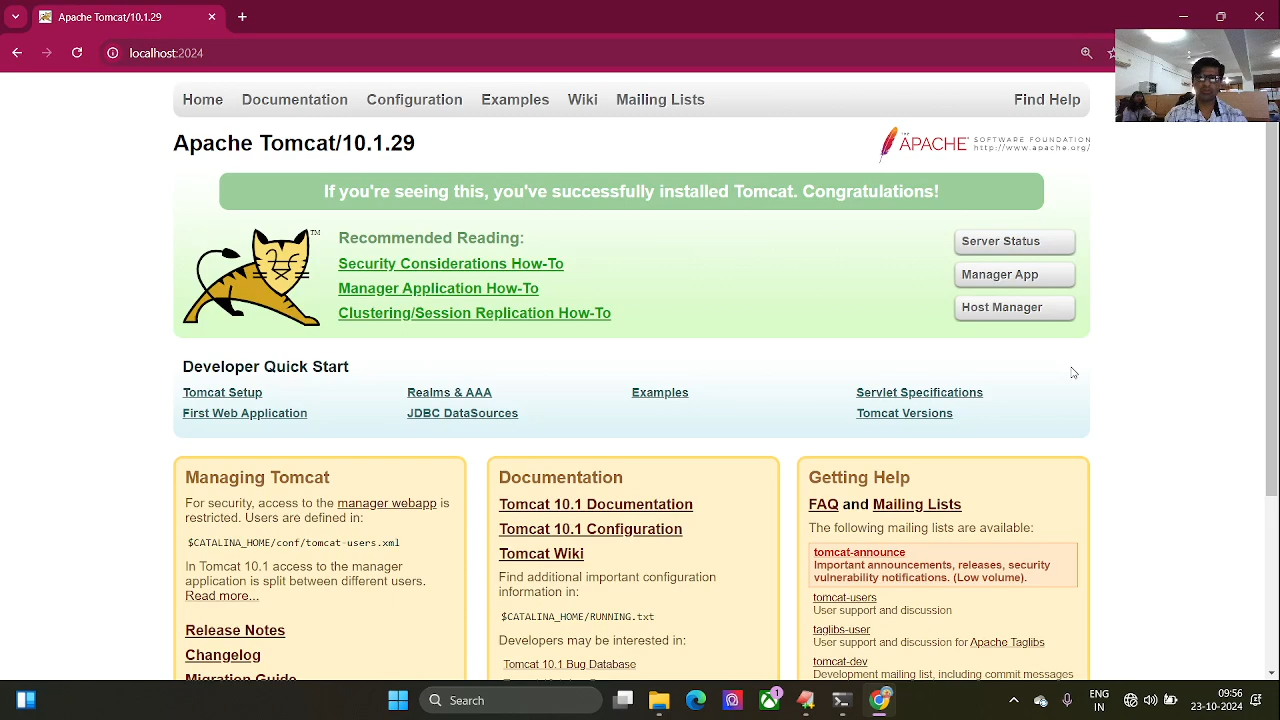 Apache Tomcat/10.1.29
localhost:2024
Home Documentation Configuration Examples Wiki Mailing Lists Find Help
Apache Tomcat/10.1.29
THE APACHE SOFTWARE FOUNDATION
http://www.apache.org/
If you're seeing this, you've successfully installed Tomcat. Congratulations!
TM
Recommended Reading:
Security Considerations How-To
Manager Application How-To
Clustering/Session Replication How-To
Server Status
Manager App
Host Manager
Developer Quick Start
Tomcat Setup
First Web Application
Realms & AAA
JDBC DataSources
Examples
Servlet Specifications
Tomcat Versions
Managing Tomcat
For security, access to the manager webapp is
restricted. Users are defined in:
$CATALINA_HOME/conf/tomcat-users.xml
In Tomcat 10.1 access to the manager
application is split between different users.
Read more...
Release Notes
Changelog
Migration Guide
Documentation
Tomcat 10.1 Documentation
Tomcat 10.1 Configuration
Tomcat Wiki
Find additional important configuration
information in:
$CATALINA_HOME/RUNNING.txt
Developers may be interested in:
Tomcat 10.1 Bug Database
Getting Help
FAQ and Mailing Lists
The following mailing lists are available:
tomcat-announce
Important announcements, releases, security
vulnerability notifications. (Low volume).
tomcat-users
User support and discussion
taglibs-user
User support and discussion for Apache Taglibs
tomcat-dev
Development mailing list, including commit messages
Search
1
ENG
IN
09:56
23-10-2024